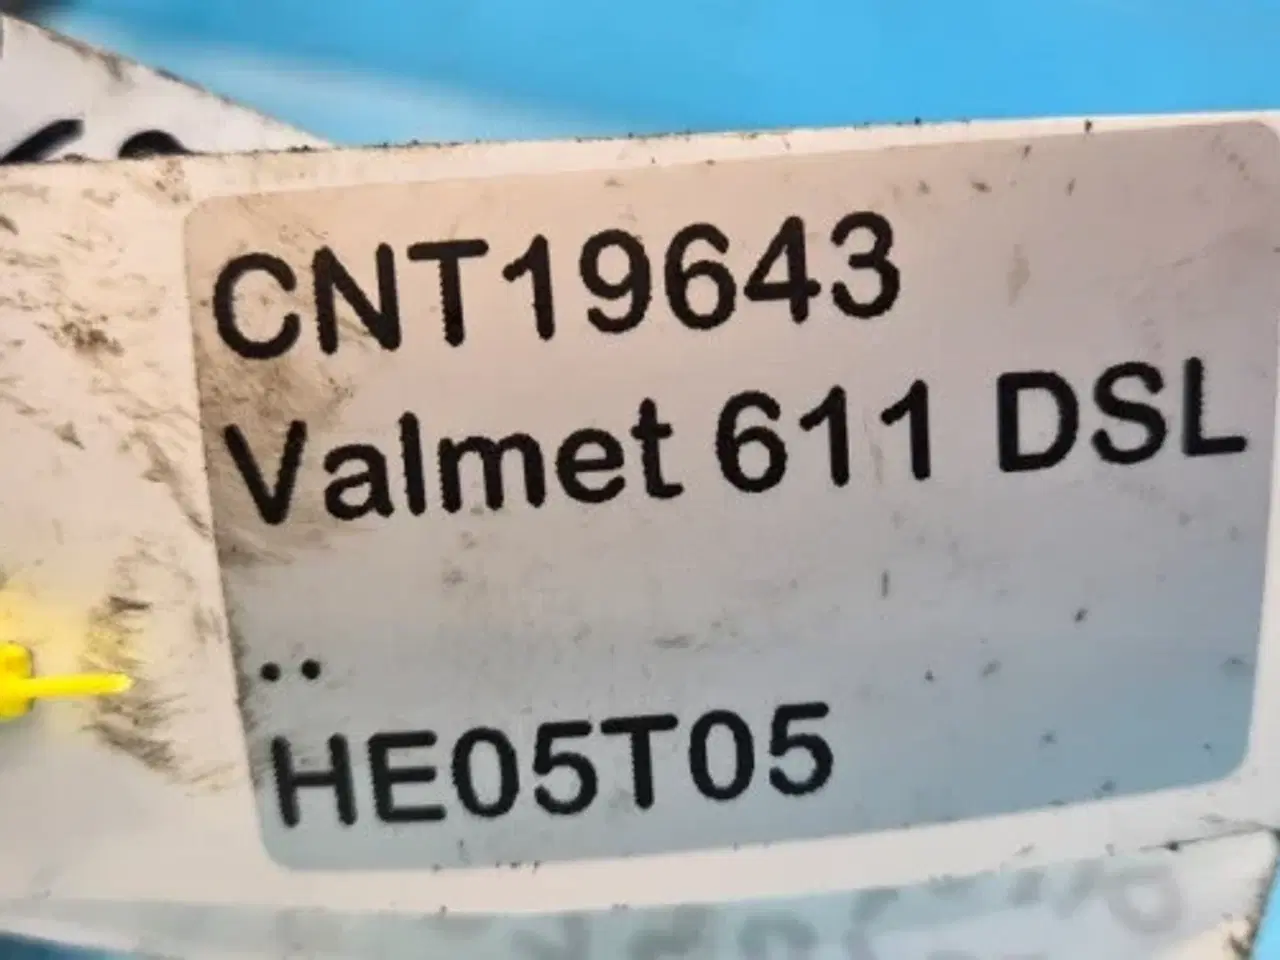 CNT19643
Valmet 611 DSL
..
HE05T05